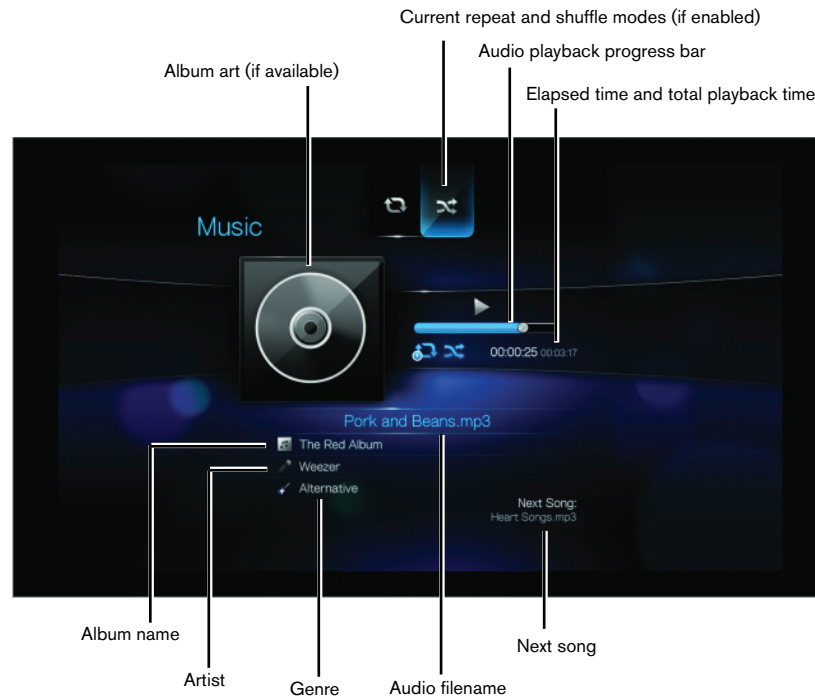 Current repeat and shuffle modes (if enabled)
Audio playback progress bar
Album art (if available)
Elapsed time and total playback time
Music
00:00:25 00:03:17
Pork and Beans.mp3
The Red Album
Weezer
Alternative
Next Song:
Heart Songs.mp3
Album name
Next song
Artist
Genre
Audio filename